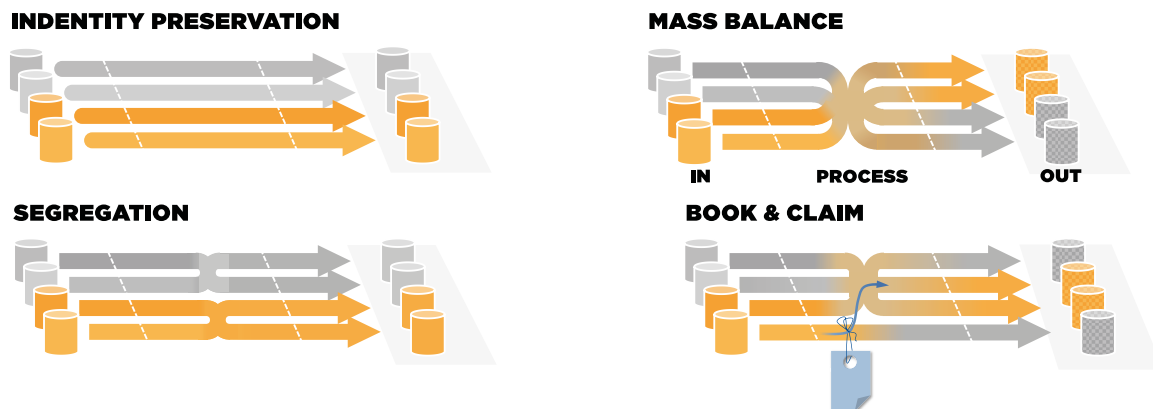 INDENTITY PRESERVATION
MASS BALANCE
IN
PROCESS
OUT
SEGREGATION
BOOK & CLAIM